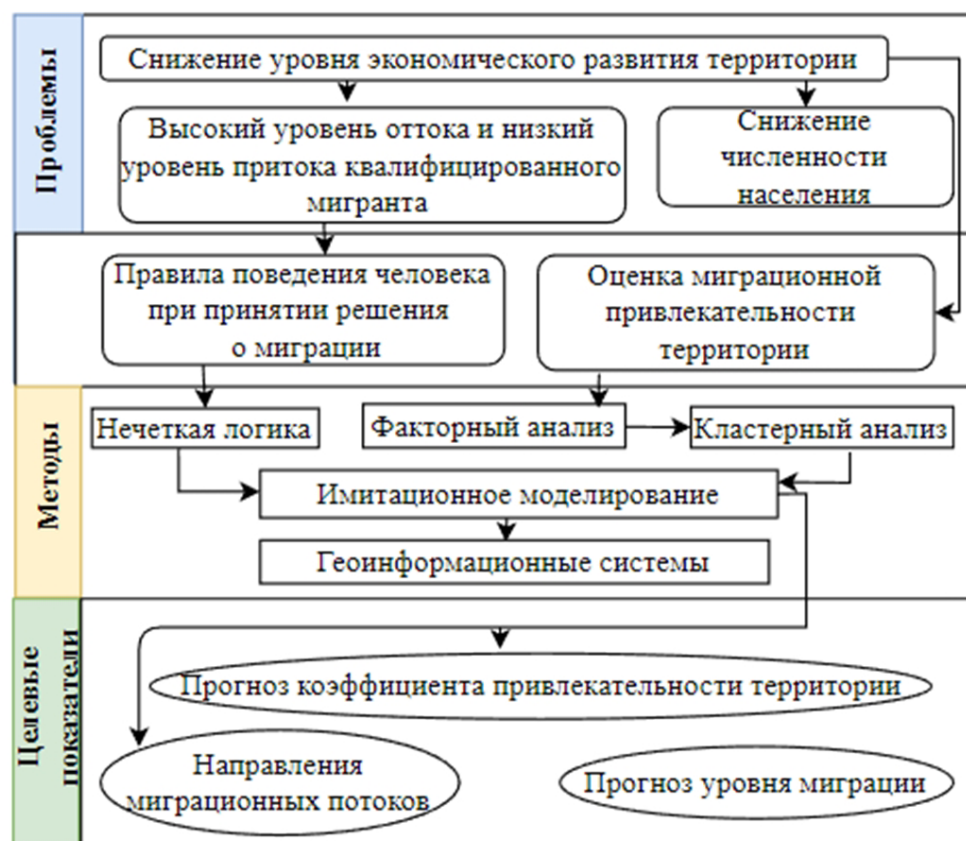 Проблемы
Снижение уровня экономического развития территории
Высокий уровень оттока и низкий
уровень притока квалифицированного
мигранта
Снижение
численности
населения
Правила поведения человека
при принятии решения
о миграции
Оценка миграционной
привлекательности
территории
Методы
Нечеткая логика
Факторный анализ
Кластерный анализ
Имитационное моделирование
Геоинформационные системы
Целевые
показатели
Прогноз коэффициента привлекательности территории
Направления
миграционных потоков
Прогноз уровня миграции